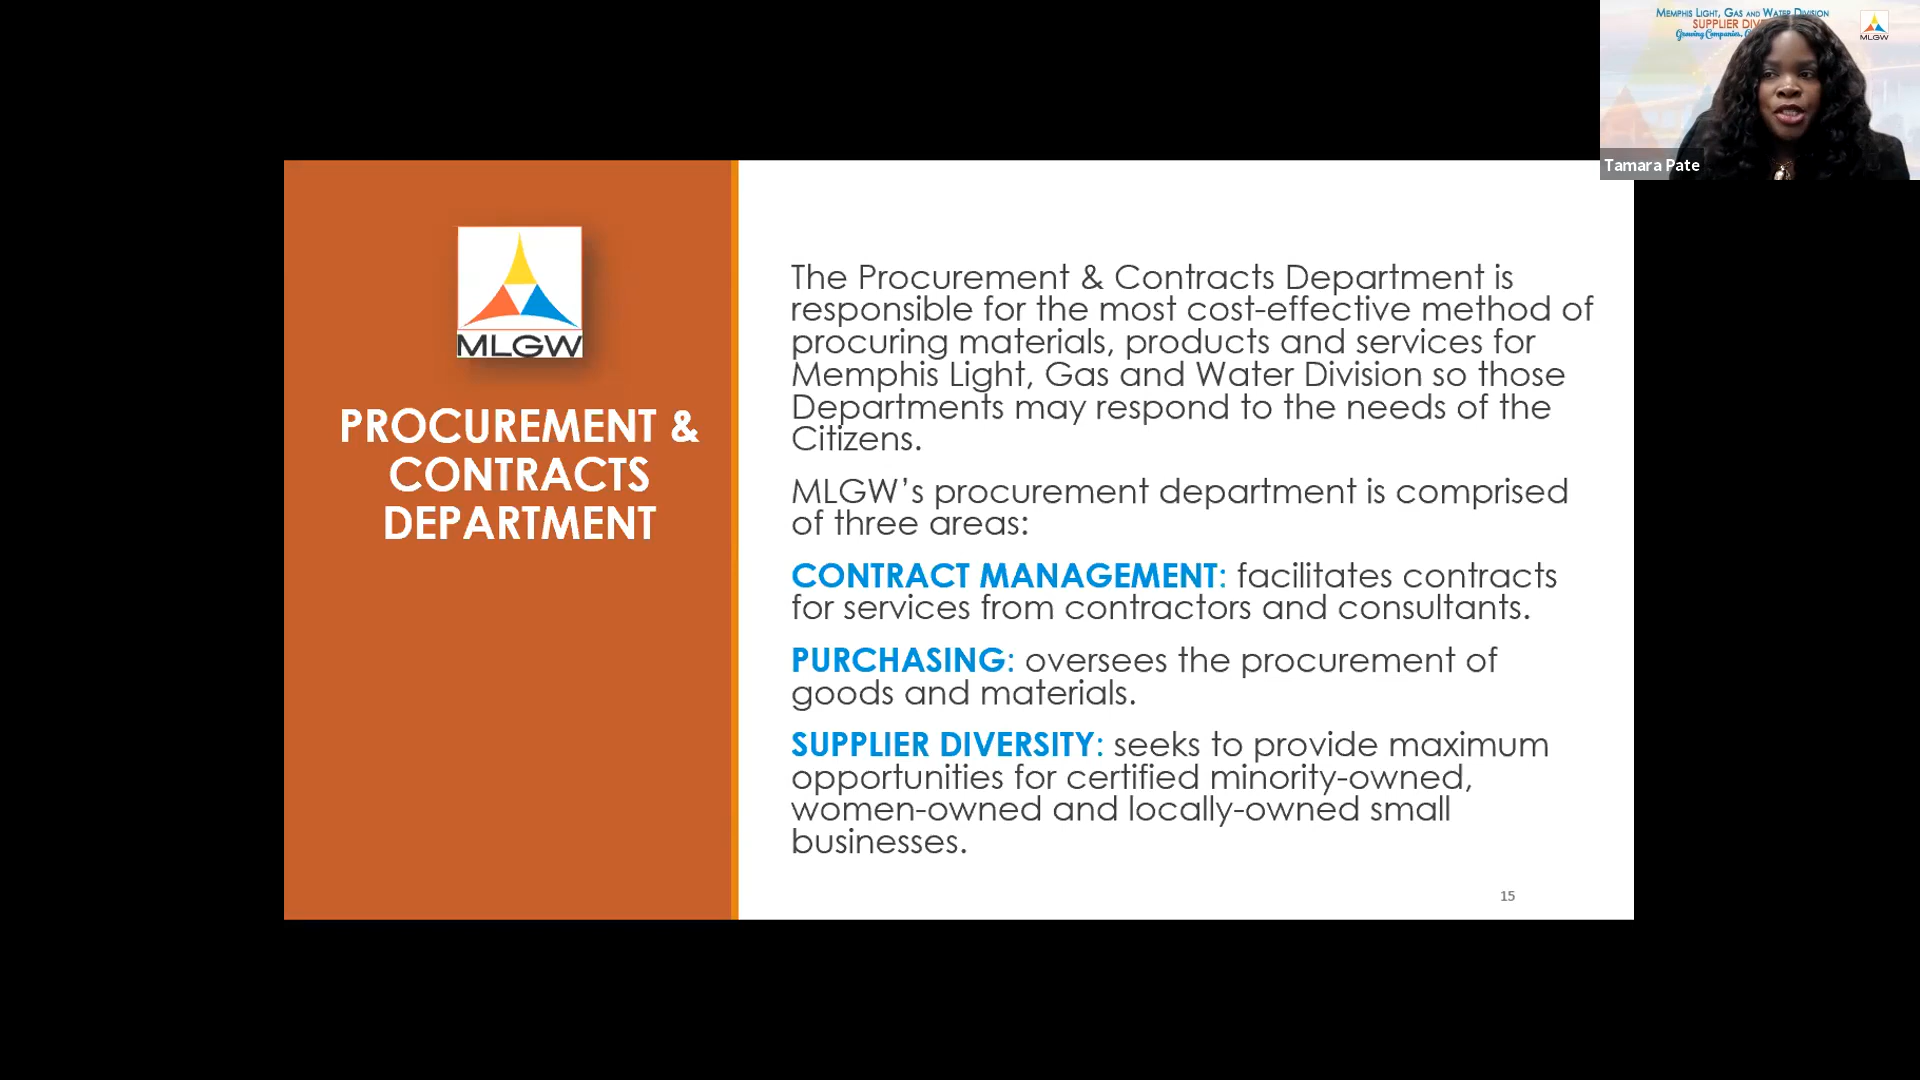 MEMPHIS LIGHT, GAS AND WATER DIVISION
SUPPLIER
Growing Companies,
MLGW
Tamara Pate
MLGW
PROCUREMENT &
CONTRACTS
DEPARTMENT
The Procurement & Contracts Department is
responsible for the most cost-effective method of
procuring materials, products and services for
Memphis Light, Gas and Water Division so those
Departments may respond to the needs of the
Citizens.
MLGW’s procurement department is comprised
of three areas:
CONTRACT MANAGEMENT: facilitates contracts
for services from contractors and consultants.
PURCHASING: oversees the procurement of
goods and materials.
SUPPLIER DIVERSITY: seeks to provide maximum
opportunities for certified minority-owned,
women-owned and locally-owned small
businesses.
15